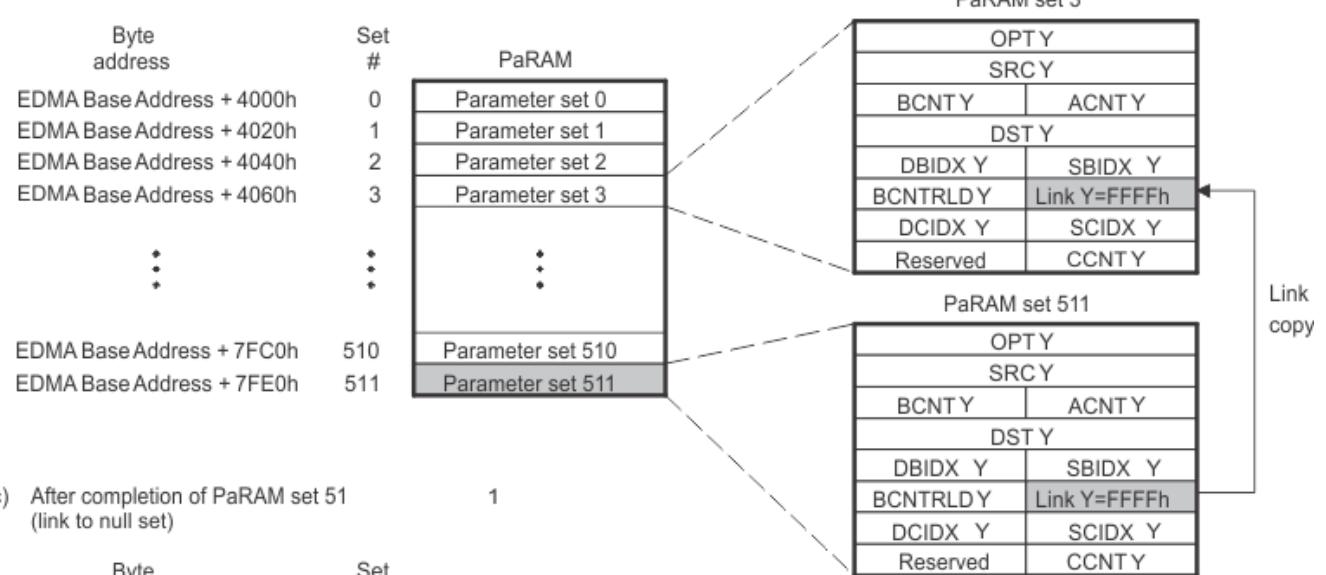 PaRAM set 3
Byte address
Set #
PaRAM
EDMA Base Address + 4000h 0 Parameter set 0
EDMA Base Address + 4020h 1 Parameter set 1
EDMA Base Address + 4040h 2 Parameter set 2
EDMA Base Address + 4060h 3 Parameter set 3
EDMA Base Address + 7FC0h 510 Parameter set 510
EDMA Base Address + 7FE0h 511 Parameter set 511
OPT Y
SRC Y
BCNT Y ACNT Y
DST Y
DBIDX Y SBIDX Y
BCNTRLD Y Link Y=FFFFh
DCIDX Y SCIDX Y
Reserved CCNT Y
Link
copy
PaRAM set 511
OPT Y
SRC Y
BCNT Y ACNT Y
DST Y
DBIDX Y SBIDX Y
BCNTRLD Y Link Y=FFFFh
DCIDX Y SCIDX Y
Reserved CCNT Y
) After completion of PaRAM set 51 1
(link to null set)
Byte Set